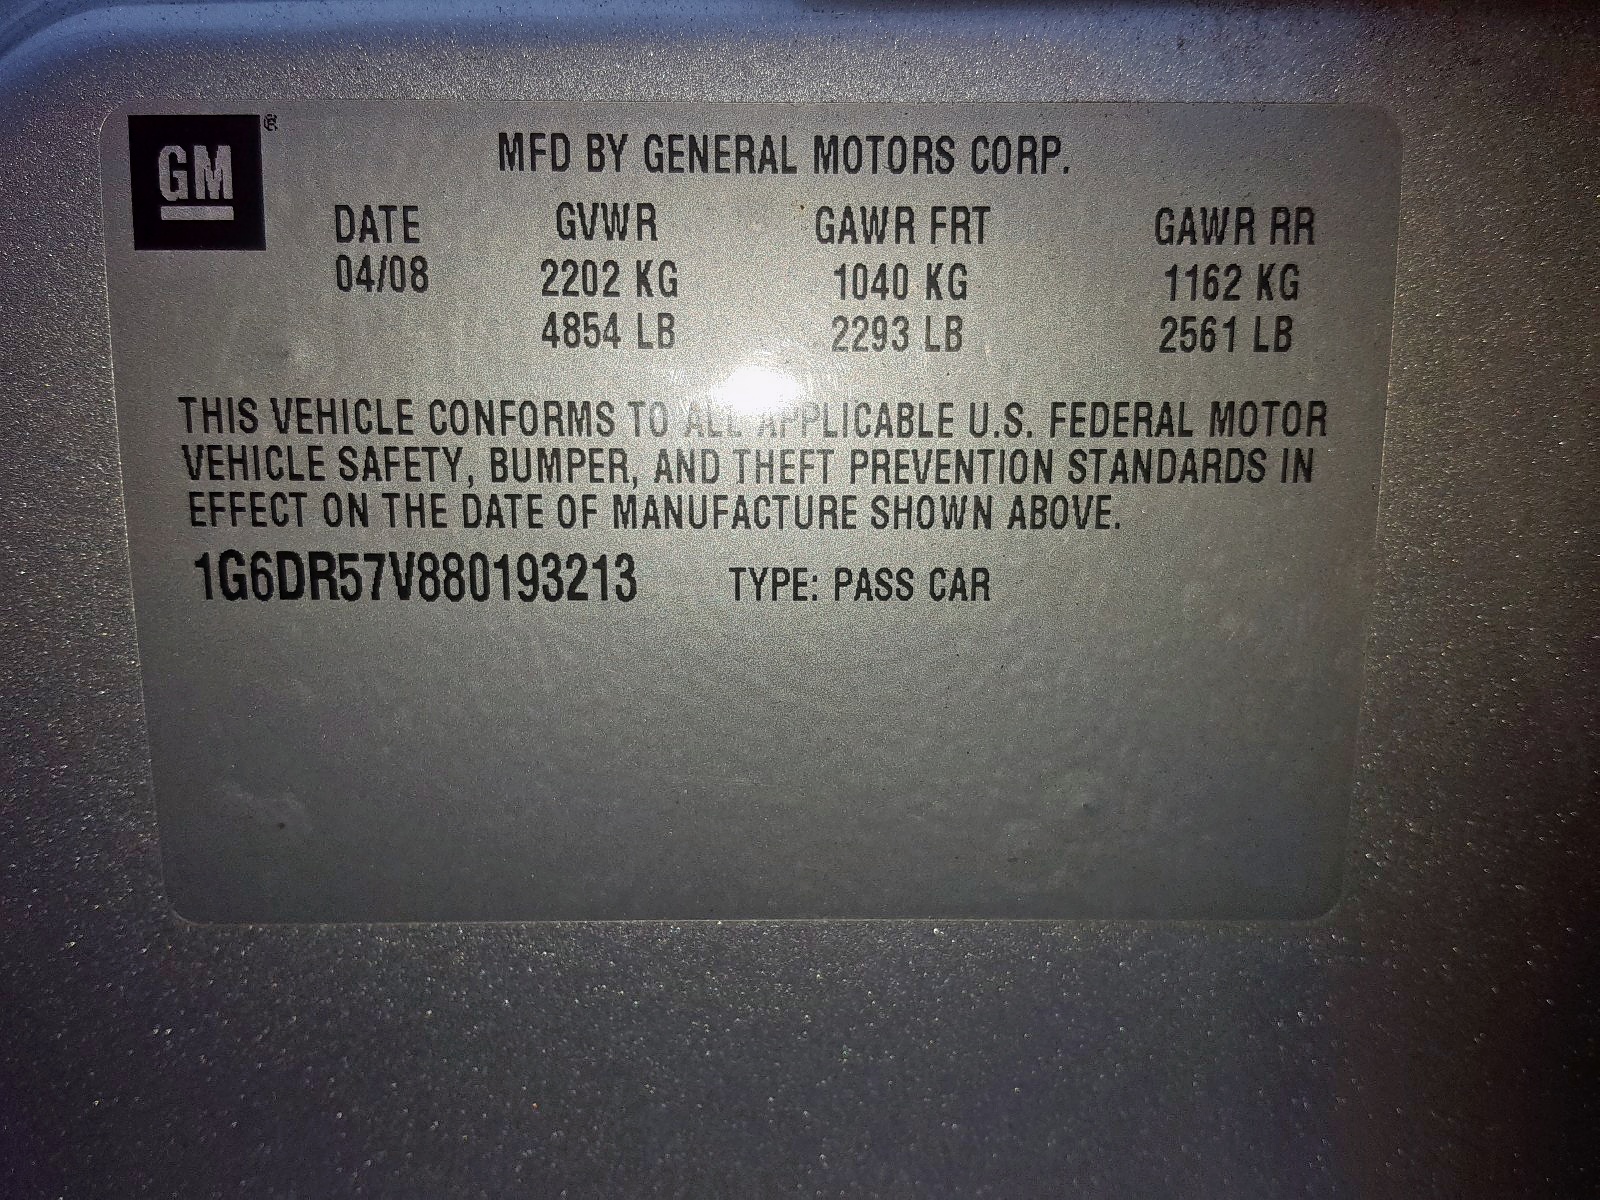 GM ®
MFD BY GENERAL MOTORS CORP.
DATE GVWR GAWR FRT GAWR RR
04/08 2202 KG 1040 KG 1162 KG
4854 LB 2293 LB 2561 LB
THIS VEHICLE CONFORMS TO ALL APPLICABLE U.S. FEDERAL MOTOR
VEHICLE SAFETY, BUMPER, AND THEFT PREVENTION STANDARDS IN
EFFECT ON THE DATE OF MANUFACTURE SHOWN ABOVE.
1G6DR57V880193213 TYPE: PASS CAR